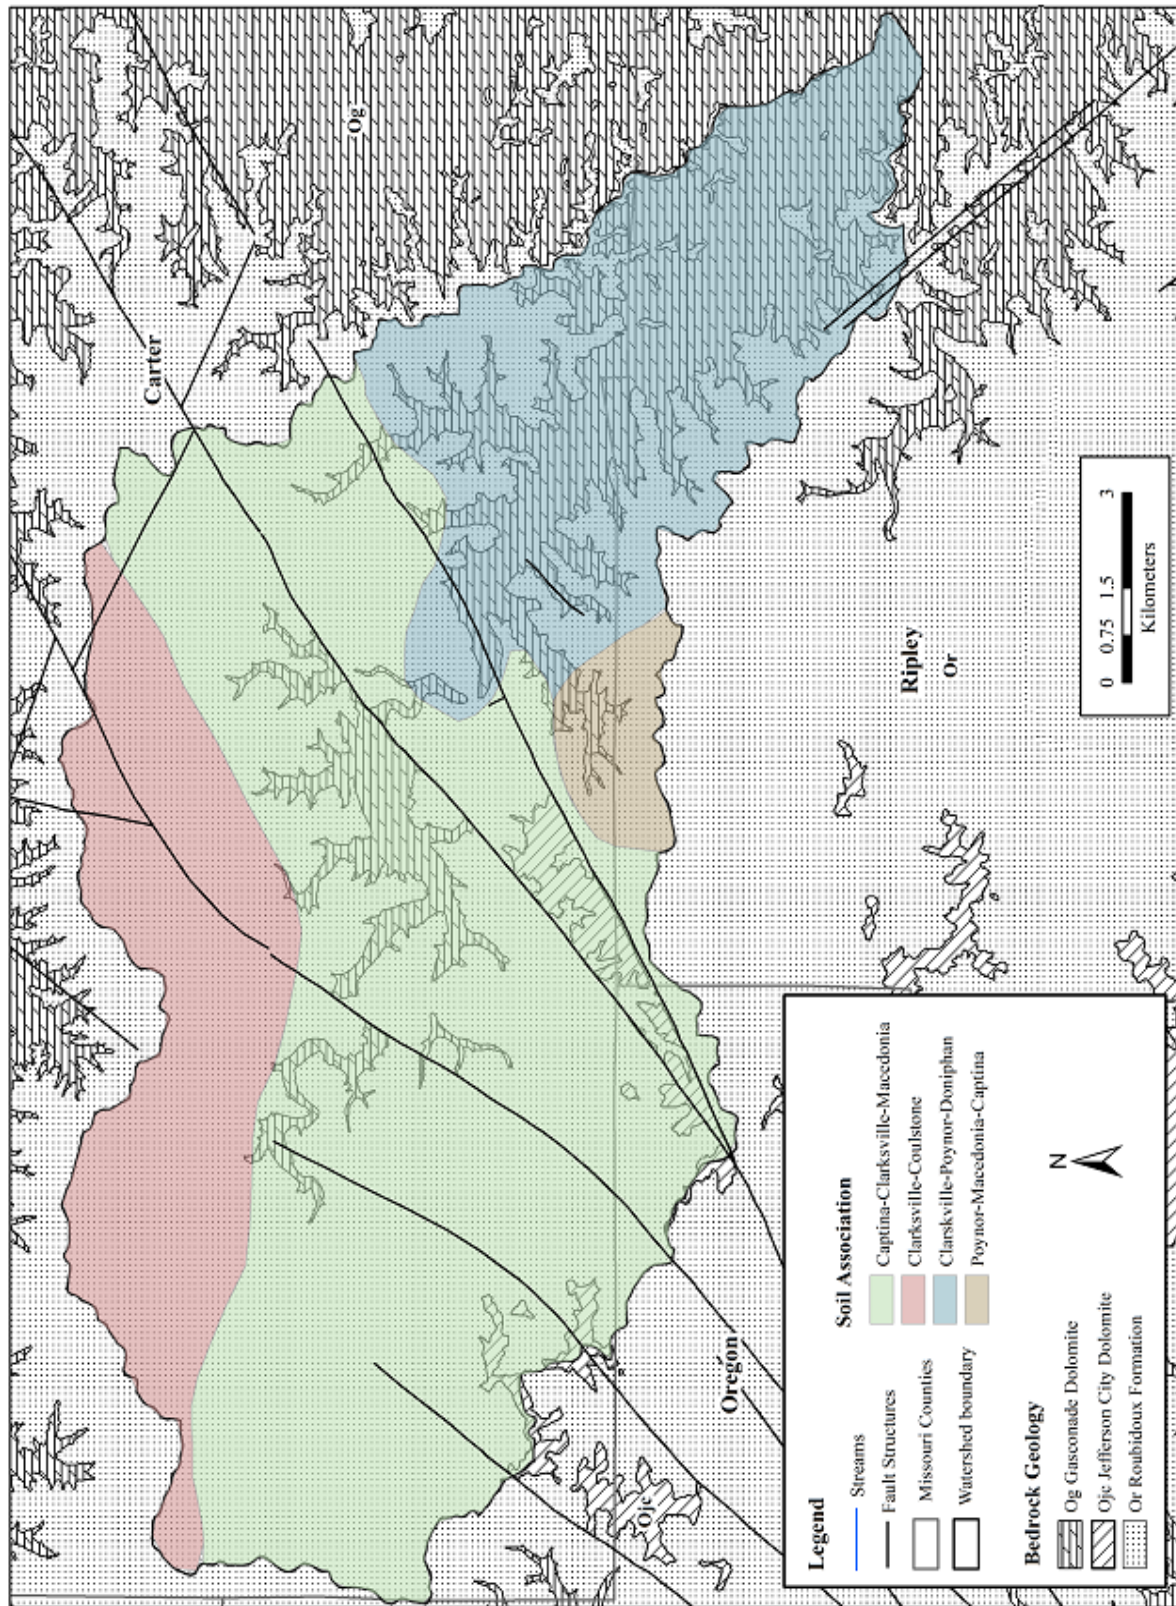 Carter
Og
Ripley
Or
Oregon
Ojc
0 0.75 1.5 3
Kilometers
Legend
Streams
Fault Structures
Missouri Counties
Watershed boundary
Soil Association
Captina-Clarksville-Macedonia
Clarksville-Coulstone
Clarskville-Poynor-Doniphan
Poynor-Macedonia-Captina
Bedrock Geology
Og Gasconade Dolomite
Ojc Jefferson City Dolomite
Or Roubidoux Formation
N